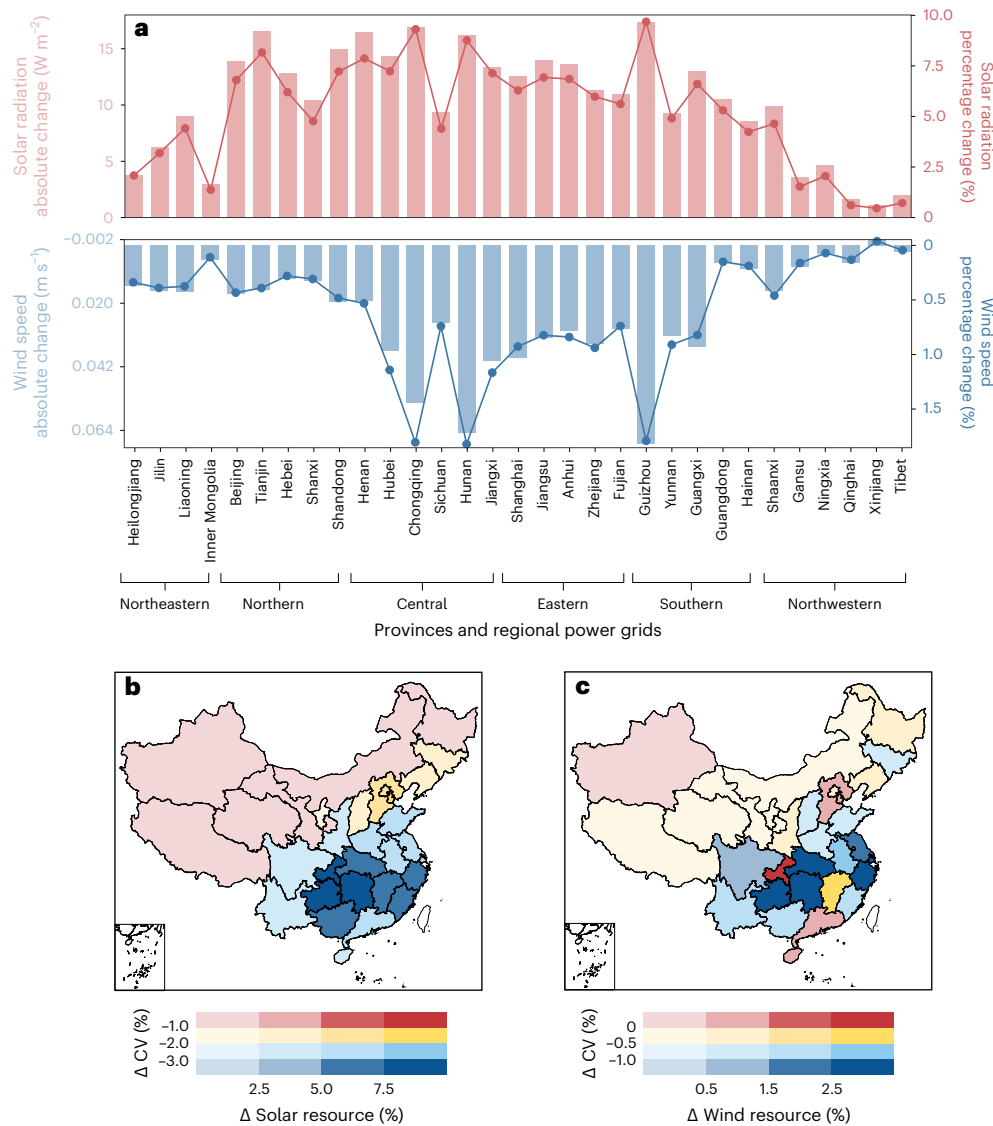 a
Solar radiation
absolute change (W m−2)
15
10
5
0
10.0
7.5
5.0
2.5
0
Solar radiation
percentage change (%)
Wind speed
absolute change (m s−1)
−0.002
0.020
0.042
0.064
0
0.5
1.0
1.5
Wind speed
percentage change (%)
Heilongjiang
Jilin
Liaoning
Inner Mongolia
Beijing
Tianjin
Hebei
Shanxi
Shandong
Henan
Hubei
Chongqing
Sichuan
Hunan
Jiangxi
Shanghai
Jiangsu
Anhui
Zhejiang
Fujian
Guizhou
Yunnan
Guangxi
Guangdong
Hainan
Shaanxi
Gansu
Ningxia
Qinghai
Xinjiang
Tibet
Northeastern Northern Central Eastern Southern Northwestern
Provinces and regional power grids
b
Δ CV (%)
−1.0
−2.0
−3.0
2.5 5.0 7.5
Δ Solar resource (%)
c
Δ CV (%)
0
−0.5
−1.0
0.5 1.5 2.5
Δ Wind resource (%)